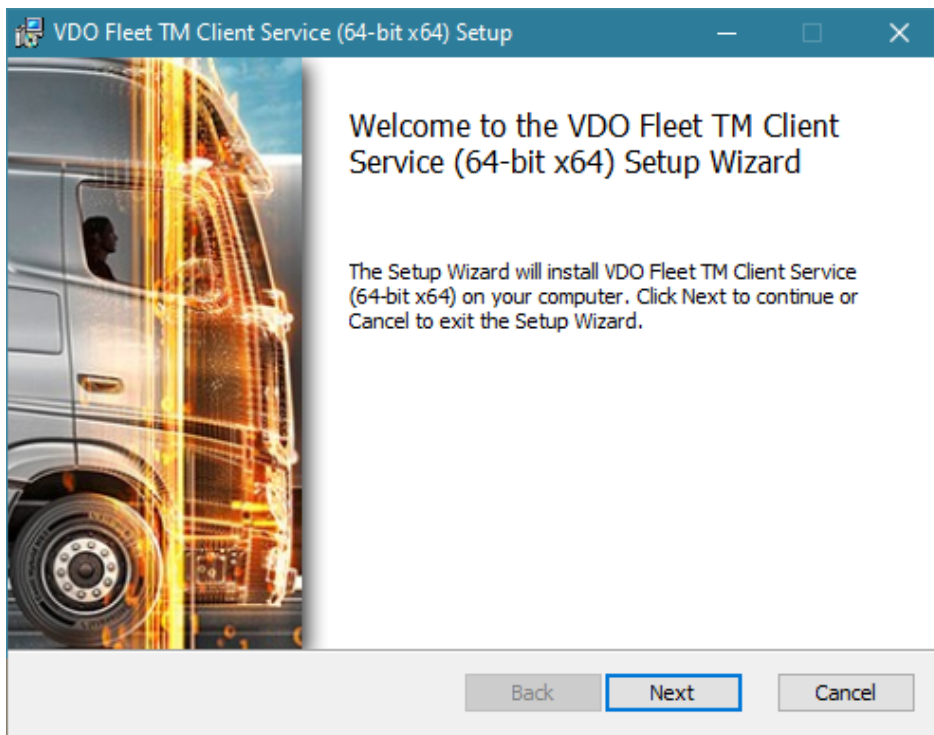 VDO Fleet TM Client Service (64-bit x64) Setup
Welcome to the VDO Fleet TM Client
Service (64-bit x64) Setup Wizard
The Setup Wizard will install VDO Fleet TM Client Service
(64-bit x64) on your computer. Click Next to continue or
Cancel to exit the Setup Wizard.
Back Next Cancel